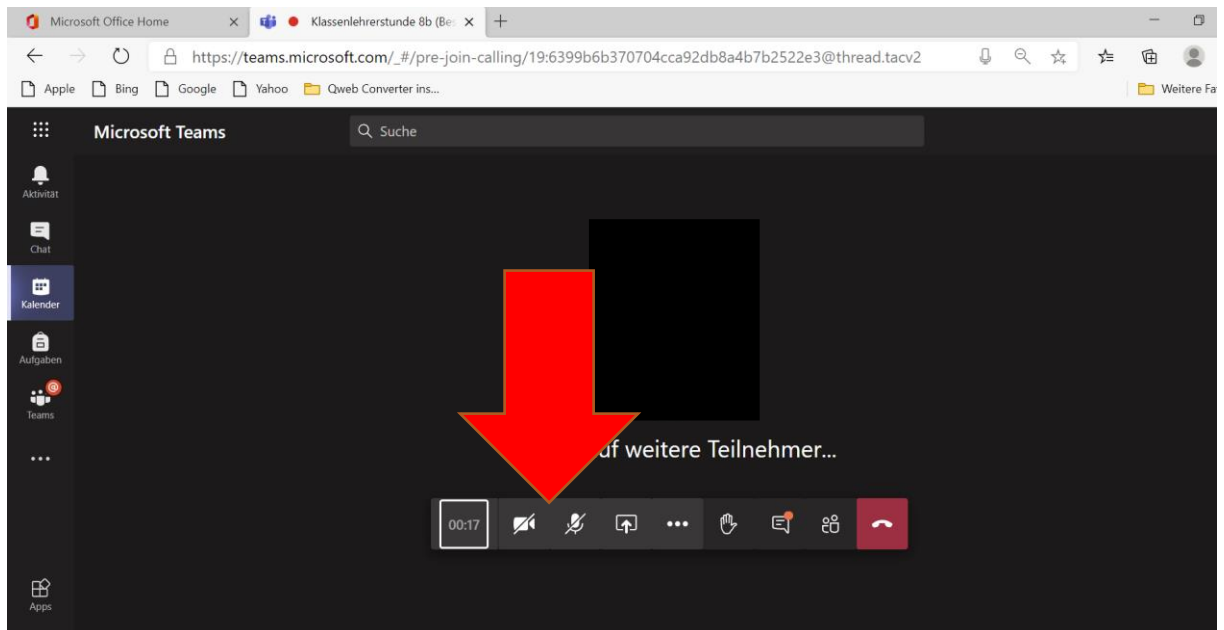 Microsoft Office Home
Klassenlehrerstunde 8b (Be
https://teams.microsoft.com/_#/pre-join-calling/19:6399b6b370704cca92db8a4b7b2522e3@thread.tacv2
Apple Bing Google Yahoo Qweb Converter ins... Weitere Fa
Microsoft Teams Suche
Aktivität
Chat
Kalender
Aufgaben
Teams
uf weitere Teilnehmer...
00:17
Apps